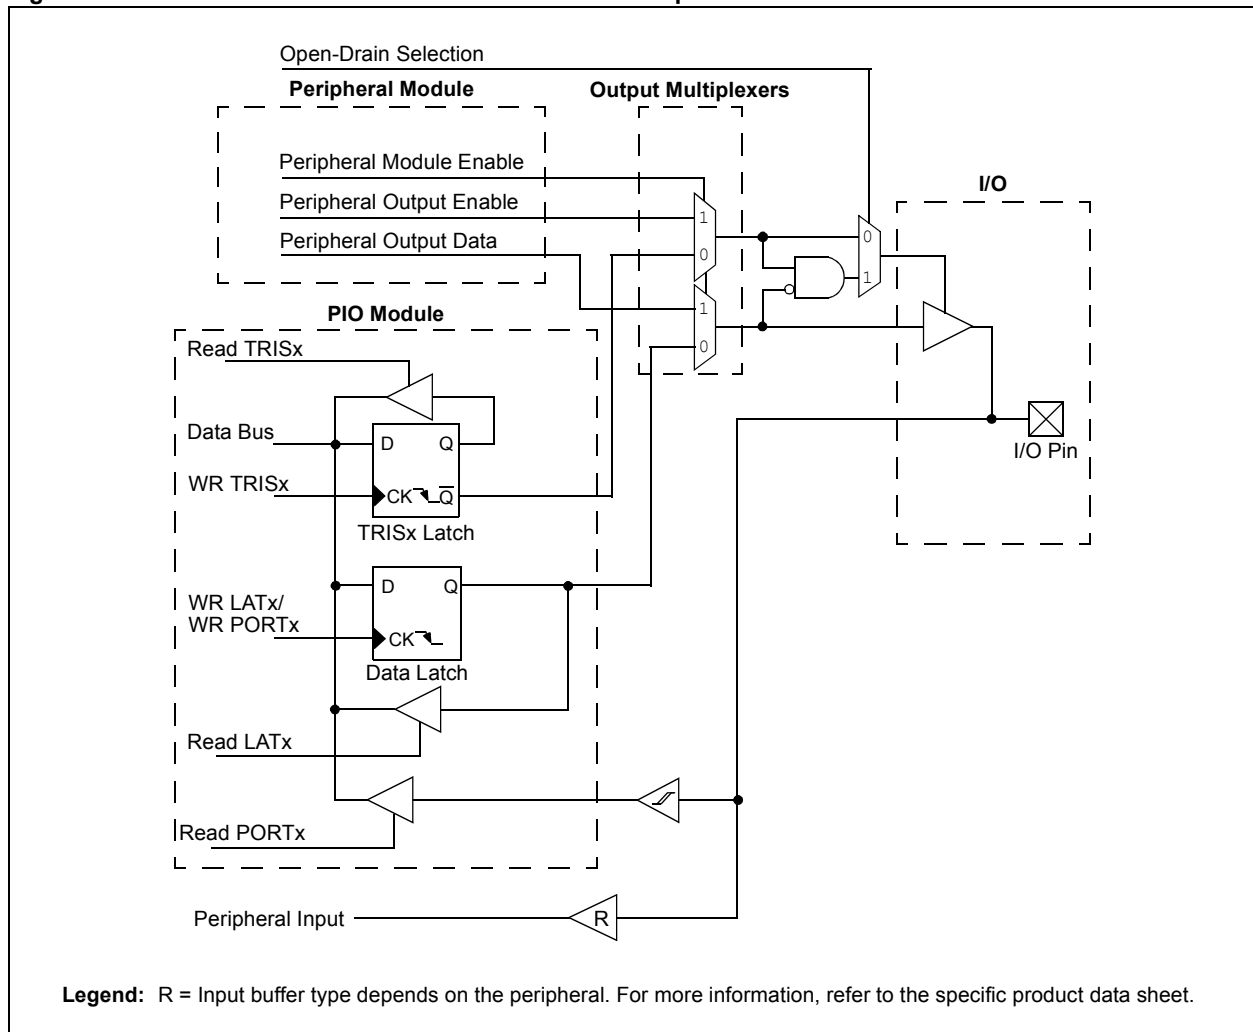 Open-Drain Selection
Peripheral Module
Output Multiplexers
Peripheral Module Enable
I/O
Peripheral Output Enable
1
Peripheral Output Data
0
0
1
1
PIO Module
0
Read TRISx
Data Bus
D Q
I/O Pin
WR TRISx
CK Q̅
TRISx Latch
D Q
WR LATx/
WR PORTx
CK
Data Latch
Read LATx
Read PORTx
Peripheral Input
R
Legend: R = Input buffer type depends on the peripheral. For more information, refer to the specific product data sheet.